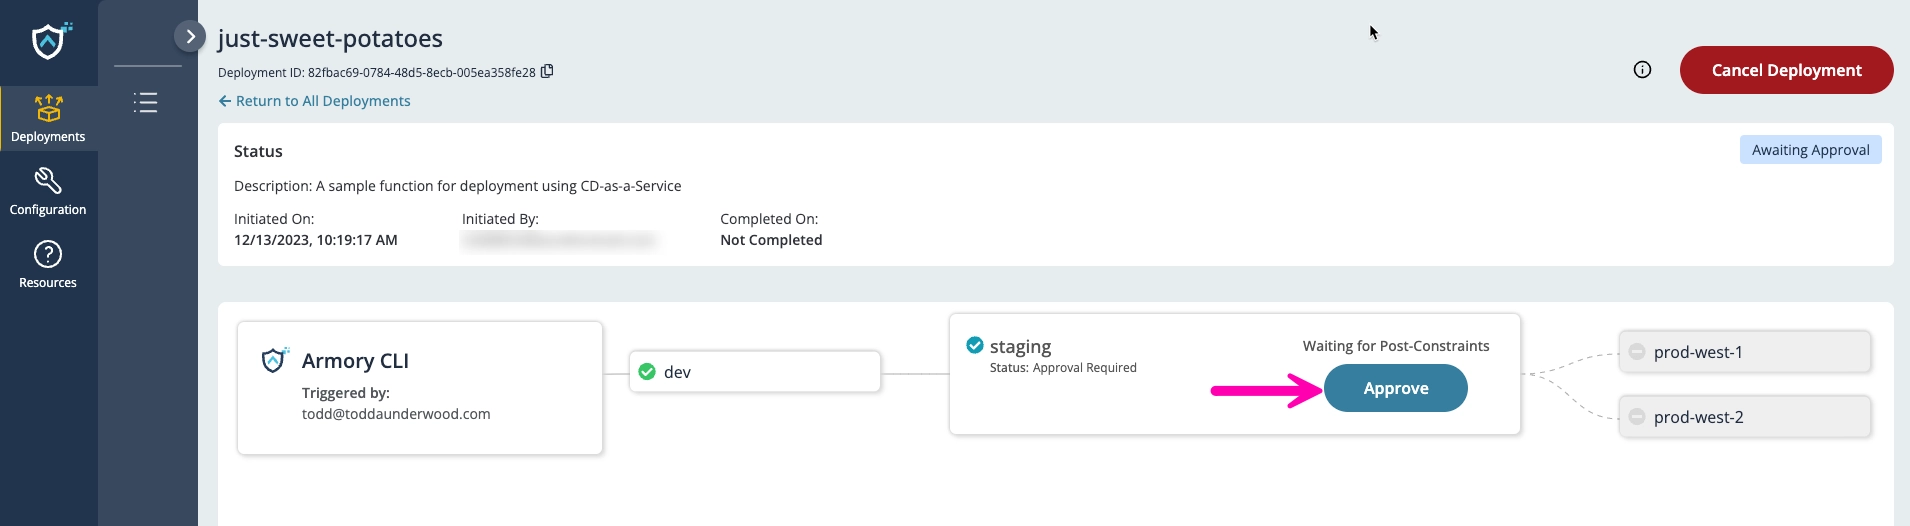 just-sweet-potatoes
Deployment ID: 82fbac69-0784-48d5-8ecb-005ea358fe28
Return to All Deployments
Cancel Deployment
Deployments
Configuration
Resources
Status
Awaiting Approval
Description: A sample function for deployment using CD-as-a-Service
Initiated On:
12/13/2023, 10:19:17 AM
Initiated By:
Completed On:
Not Completed
Armory CLI
Triggered by:
todd@toddaunderwood.com
dev
staging
Status: Approval Required
Waiting for Post-Constraints
Approve
prod-west-1
prod-west-2